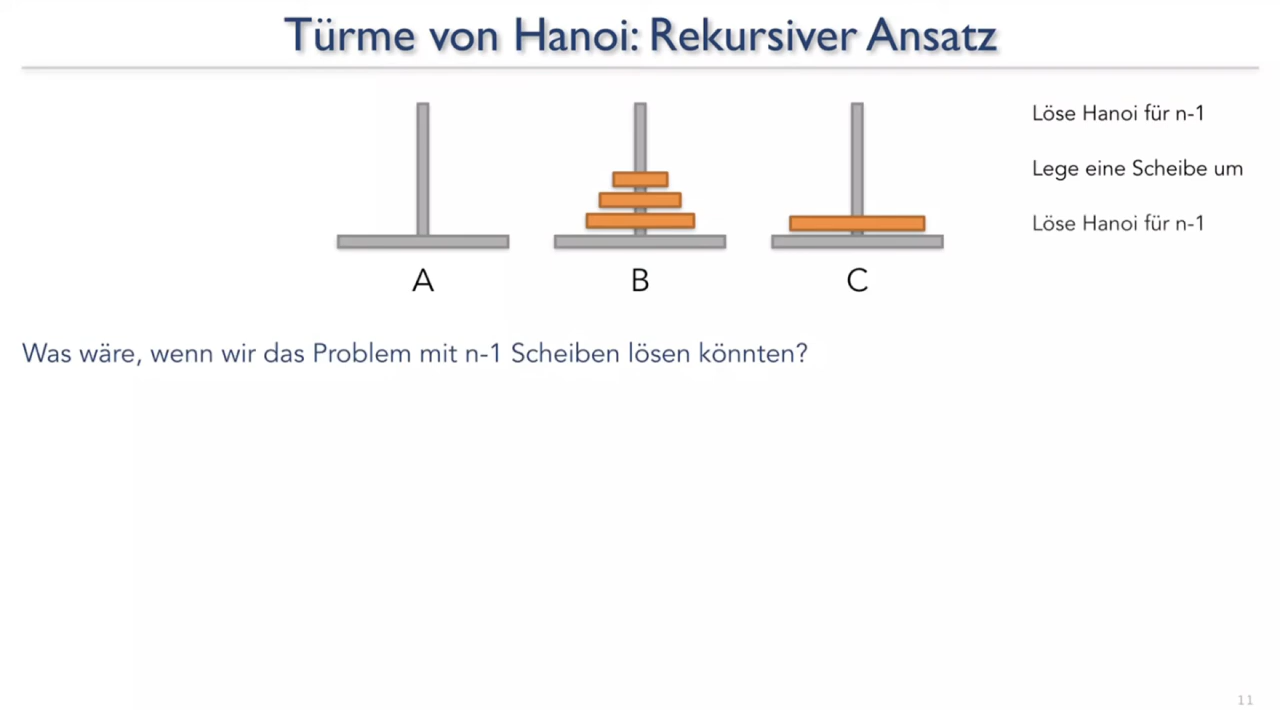 Türme von Hanoi: Rekursiver Ansatz
Löse Hanoi für n-1
Lege eine Scheibe um
Löse Hanoi für n-1
A
B
C
Was wäre, wenn wir das Problem mit n-1 Scheiben lösen könnten?
11